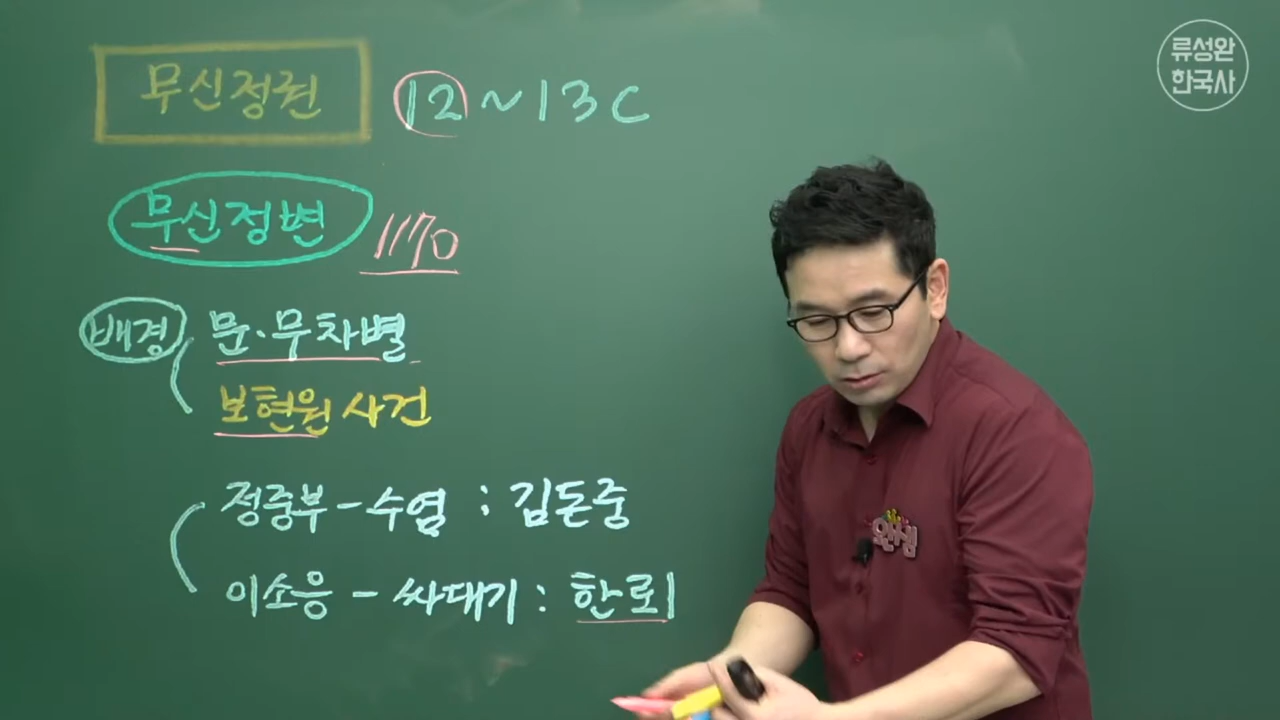 무신정권 12~13C
류성완
한국사
무신정변 1170
배경 문·무차별
보현원 사건
정중부-수염 : 김돈중
이소응 - 싸대기 : 한뢰
완쌤